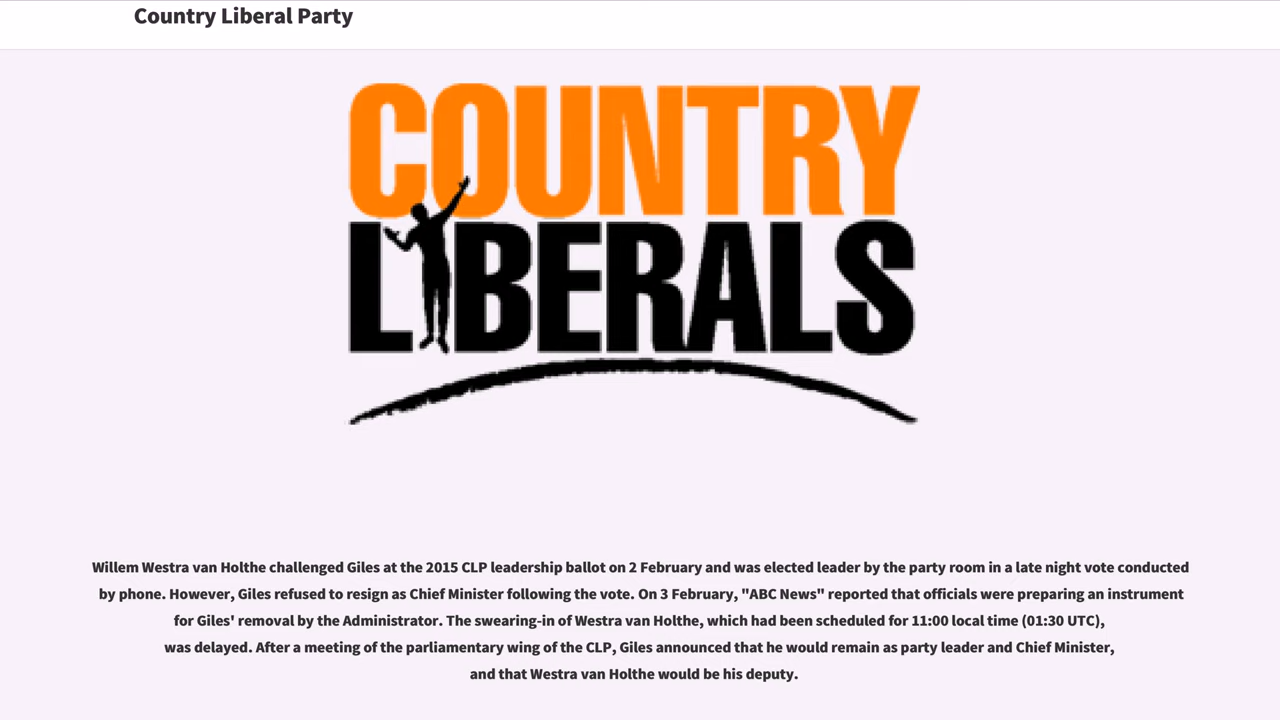 Country Liberal Party
COUNTRY
LIBERALS
Willem Westra van Holthe challenged Giles at the 2015 CLP leadership ballot on 2 February and was elected leader by the party room in a late night vote conducted
by phone. However, Giles refused to resign as Chief Minister following the vote. On 3 February, "ABC News" reported that officials were preparing an instrument
for Giles' removal by the Administrator. The swearing-in of Westra van Holthe, which had been scheduled for 11:00 local time (01:30 UTC),
was delayed. After a meeting of the parliamentary wing of the CLP, Giles announced that he would remain as party leader and Chief Minister,
and that Westra van Holthe would be his deputy.